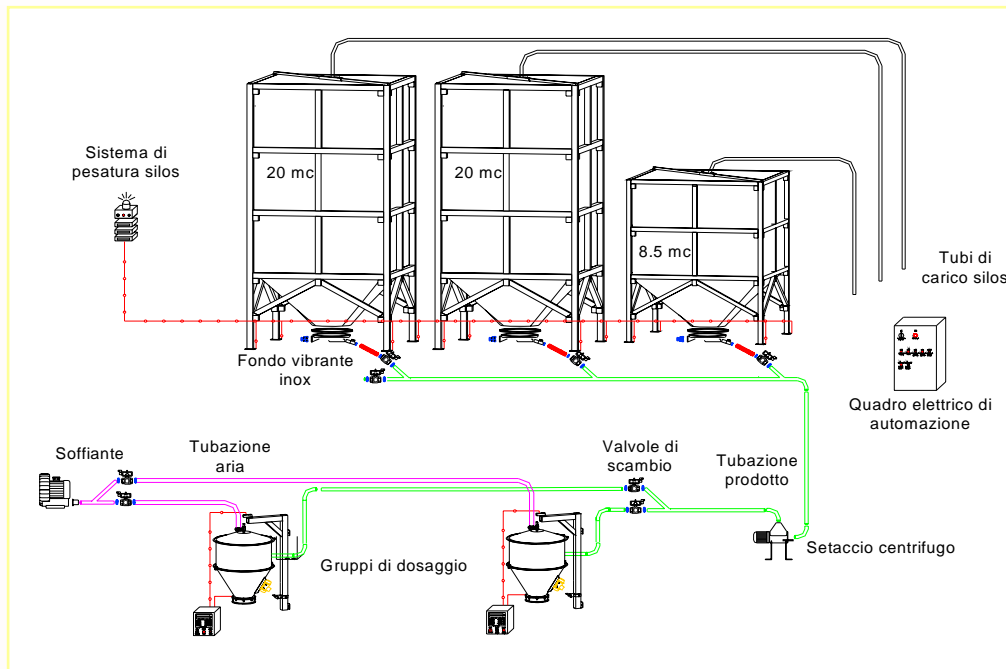 Sistema di
pesatura silos
20 mc
20 mc
8.5 mc
Tubi di
carico silos
Fondo vibrante
inox
Quadro elettrico di
automazione
Soffiante
Tubazione
aria
Valvole di
scambio
Tubazione
prodotto
Gruppi di dosaggio
Setaccio centrifugo